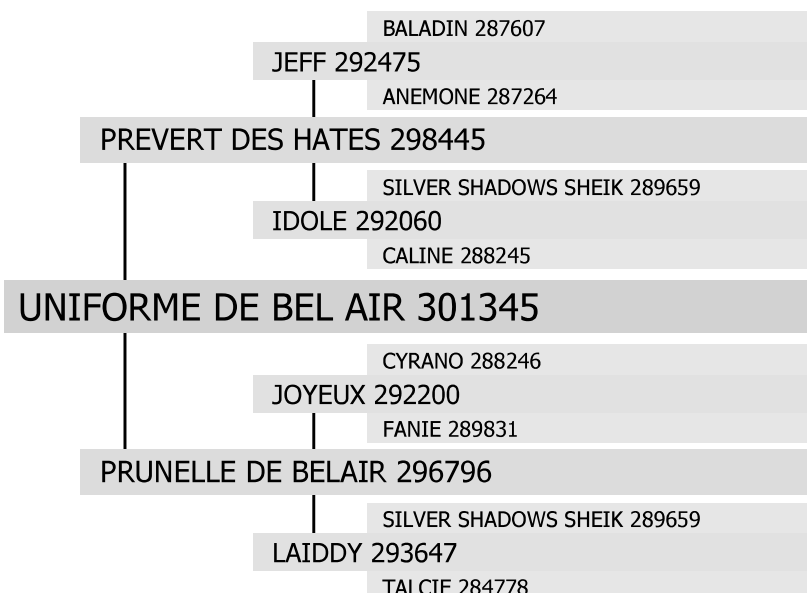 BALADIN 287607
JEFF 292475
ANEMONE 287264
PREVERT DES HATES 298445
SILVER SHADOWS SHEIK 289659
IDOLE 292060
CALINE 288245
UNIFORME DE BEL AIR 301345
CYRANO 288246
JOYEUX 292200
FANIE 289831
PRUNELLE DE BELAIR 296796
SILVER SHADOWS SHEIK 289659
LAIDDY 293647
TALCIE 284778